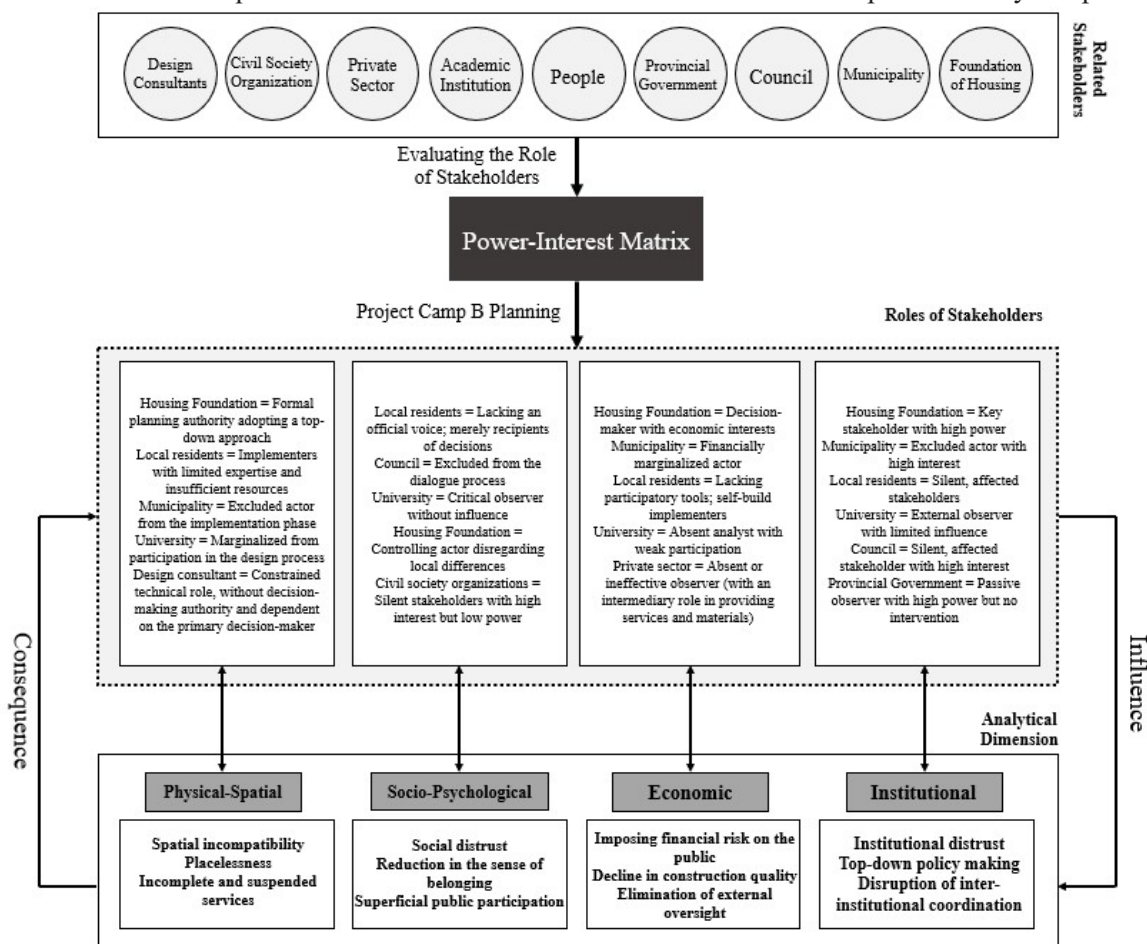 Design
Consultants
Civil Society
Organization
Private
Sector
Academic
Institution
People
Provincial
Government
Council
Municipality
Foundation
of Housing
Related
Stakeholders
Evaluating the Role
of Stakeholders
Power-Interest Matrix
Project Camp B Planning
Roles of Stakeholders
Housing Foundation = Formal
planning authority adopting a top-
down approach
Local residents = Implementers
with limited expertise and
insufficient resources
Municipality = Excluded actor
from the implementation phase
University = Marginalized from
participation in the design process
Design consultant = Constrained
technical role, without decision-
making authority and dependent
on the primary decision-maker
Local residents = Lacking an
official voice; merely recipients
of decisions
Council = Excluded from the
dialogue process
University = Critical observer
without influence
Housing Foundation =
Controlling actor disregarding
local differences
Civil society organizations =
Silent stakeholders with high
interest but low power
Housing Foundation = Decision-
maker with economic interests
Municipality = Financially
marginalized actor
Local residents = Lacking
participatory tools; self-build
implementers
University = Absent analyst with
weak participation
Private sector = Absent or
ineffective observer (with an
intermediary role in providing
services and materials)
Housing Foundation = Key
stakeholder with high power
Municipality = Excluded actor with
high interest
Local residents = Silent, affected
stakeholders
University = External observer
with limited influence
Council = Silent, affected
stakeholder with high interest
Provincial Government = Passive
observer with high power but no
intervention
Consequence
Influence
Analytical
Dimension
Physical-Spatial
Socio-Psychological
Economic
Institutional
Spatial incompatibility
Placelessness
Incomplete and suspended
services
Social distrust
Reduction in the sense of
belonging
Superficial public participation
Imposing financial risk on the
public
Decline in construction quality
Elimination of external
oversight
Institutional distrust
Top-down policy making
Disruption of inter-
institutional coordination